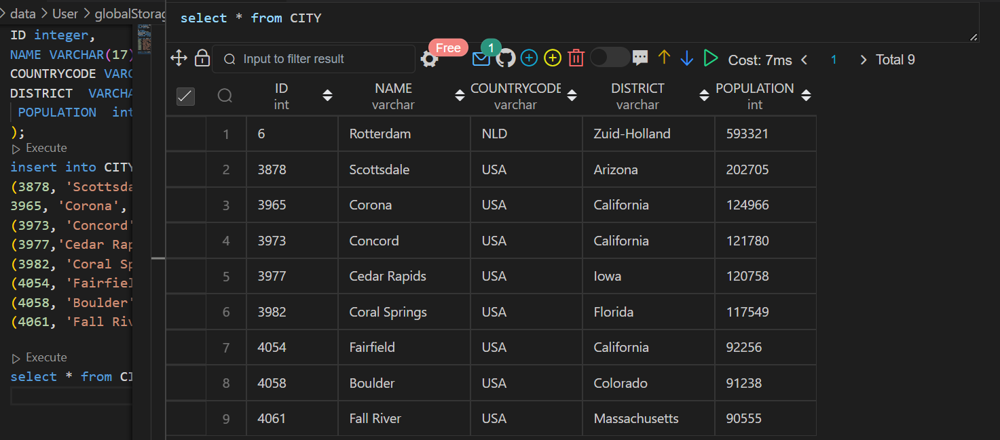 data > User > globalStorag
ID integer,
NAME VARCHAR(17)
COUNTRYCODE VARC
DISTRICT VARCHA
POPULATION int
);
Execute
insert into CITY
(3878, 'Scottsda
3965, 'Corona',
(3973, 'Concord'
(3977,'Cedar Rap
(3982, 'Coral Sp
(4054, 'Fairfiel
(4058, 'Boulder'
(4061, 'Fall Riv
Execute
select * from CI
select * from CITY
Input to filter result Free 1 Cost: 7ms < 1 > Total 9
ID NAME COUNTRYCODE DISTRICT POPULATION
int varchar varchar varchar int
1 6 Rotterdam NLD Zuid-Holland 593321
2 3878 Scottsdale USA Arizona 202705
3 3965 Corona USA California 124966
4 3973 Concord USA California 121780
5 3977 Cedar Rapids USA Iowa 120758
6 3982 Coral Springs USA Florida 117549
7 4054 Fairfield USA California 92256
8 4058 Boulder USA Colorado 91238
9 4061 Fall River USA Massachusetts 90555